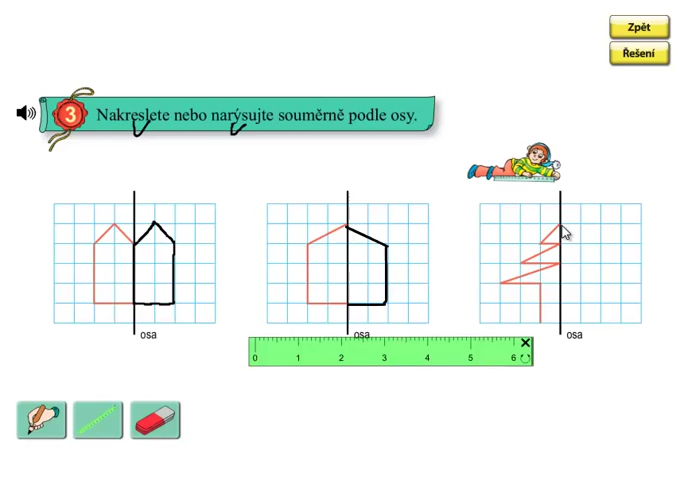 Zpět
Řešení
3 Nakreslete nebo narýsujte souměrně podle osy.
osa osa osa
0 1 2 3 4 5 6